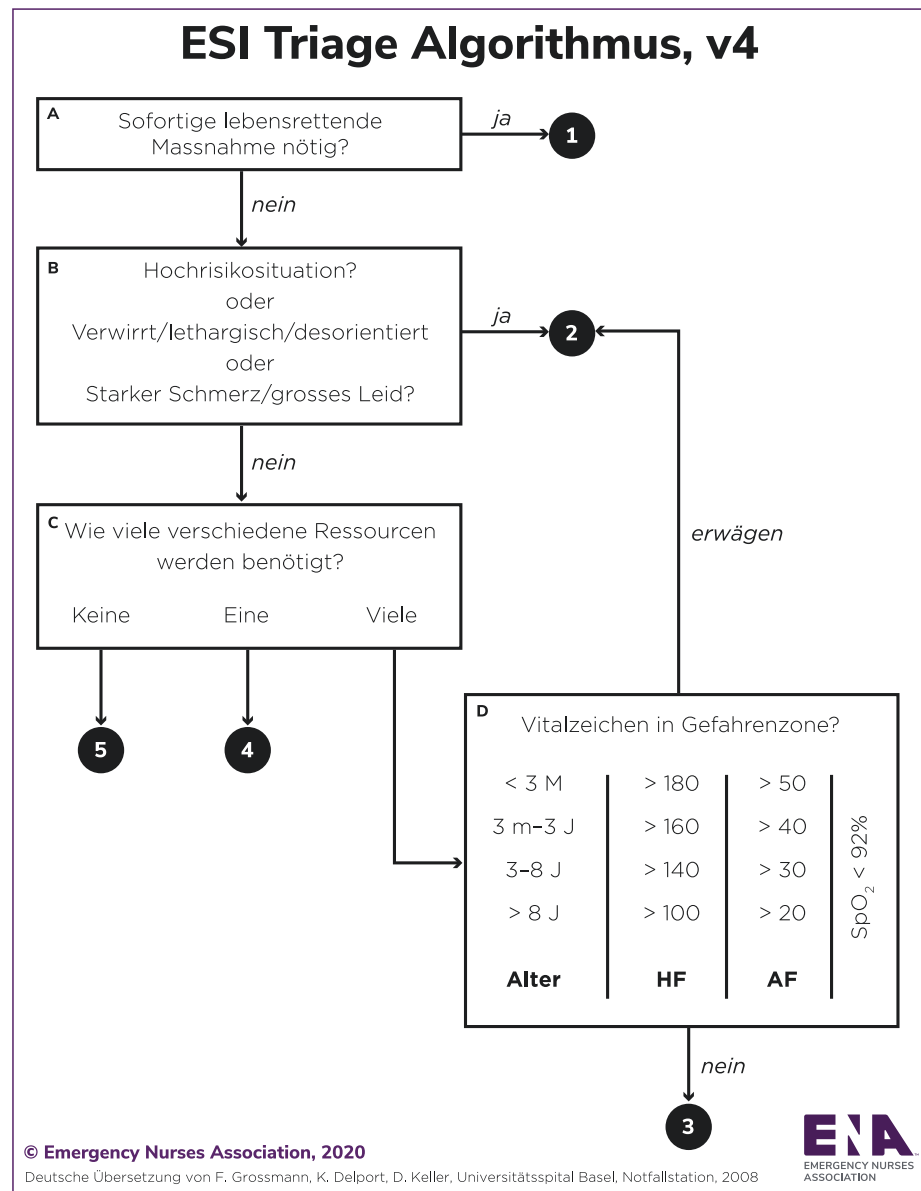 ESI Triage Algorithmus, v4
A
Sofortige lebensrettende
Massnahme nötig?
ja
1
nein
B
Hochrisikosituation?
oder
Verwirrt/lethargisch/desorientiert
oder
Starker Schmerz/grosses Leid?
ja
2
nein
C
Wie viele verschiedene Ressourcen
werden benötigt?
Keine Eine Viele
erwägen
5
4
D
Vitalzeichen in Gefahrenzone?
< 3 M > 180 > 50
3 m–3 J > 160 > 40
3–8 J > 140 > 30
> 8 J > 100 > 20
Alter HF AF
SpO₂ < 92%
nein
3
© Emergency Nurses Association, 2020
Deutsche Übersetzung von F. Grossmann, K. Delport, D. Keller, Universitätsspital Basel, Notfallstation, 2008
ENA
EMERGENCY NURSES
ASSOCIATION